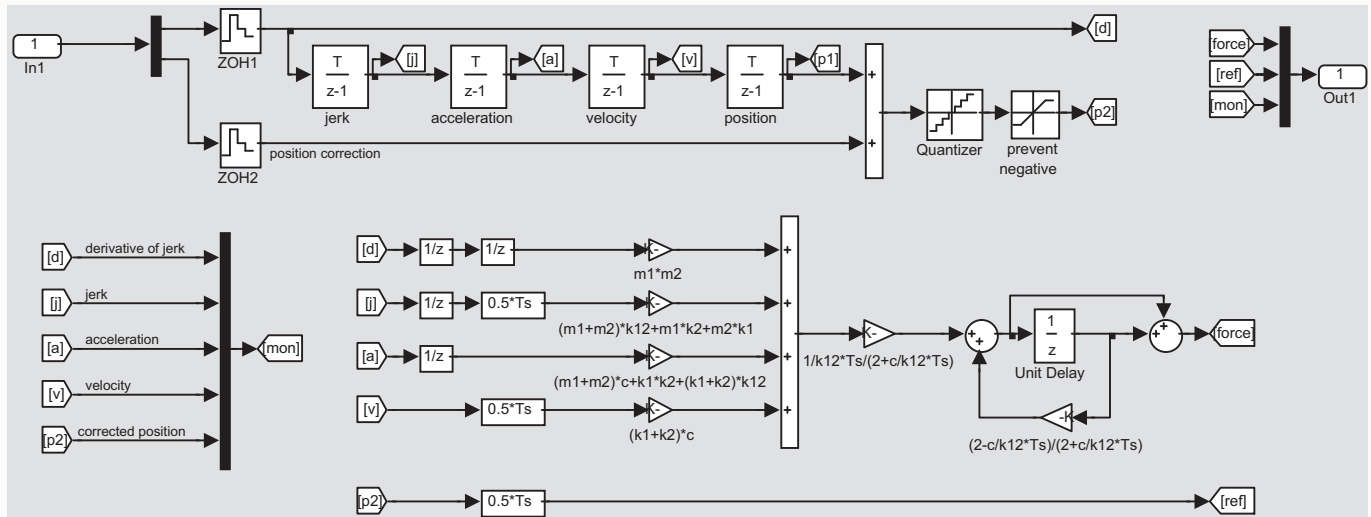 1
In1
ZOH1
[d]
T
z-1
jerk
[j]
T
z-1
acceleration
[a]
T
z-1
velocity
[v]
T
z-1
position
[p1]
+
+
ZOH2
position correction
Quantizer
prevent
negative
[p2]
[force]
[ref]
[mon]
1
Out1
[d]
derivative of jerk
[j]
jerk
[a]
acceleration
[v]
velocity
[p2]
corrected position
[mon]
[d]
1/z
1/z
K-
m1*m2
+
[j]
1/z
0.5*Ts
K-
(m1+m2)*k12+m1*k2+m2*k1
+
[a]
1/z
K-
(m1+m2)*c+k1*k2+(k1+k2)*k12
+
[v]
0.5*Ts
K-
(k1+k2)*c
+
K-
1/k12*Ts/(2+c/k12*Ts)
+
+
1
z
Unit Delay
+
+
[force]
-K
(2-c/k12*Ts)/(2+c/k12*Ts)
[p2]
0.5*Ts
[ref]